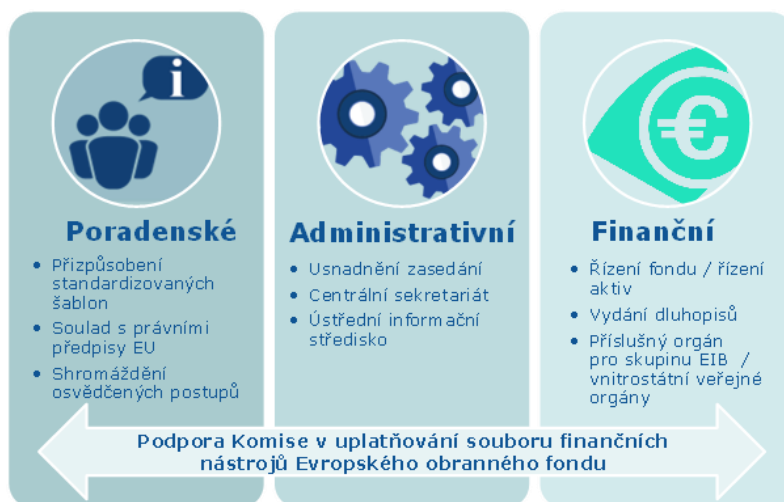 i
Poradenské
• Přizpůsobení
standardizovaných
šablon
• Soulad s právními
předpisy EU
• Shromáždění
osvědčených postupů
Administrativní
• Usnadnění zasedání
• Centrální sekretariát
• Ústřední informační
středisko
€
Finanční
• Řízení fondu / řízení
aktiv
• Vydání dluhopisů
• Příslušný orgán
pro skupinu EIB /
vnitrostátní veřejné
orgány
Podpora Komise v uplatňování souboru finančních
nástrojů Evropského obranného fondu